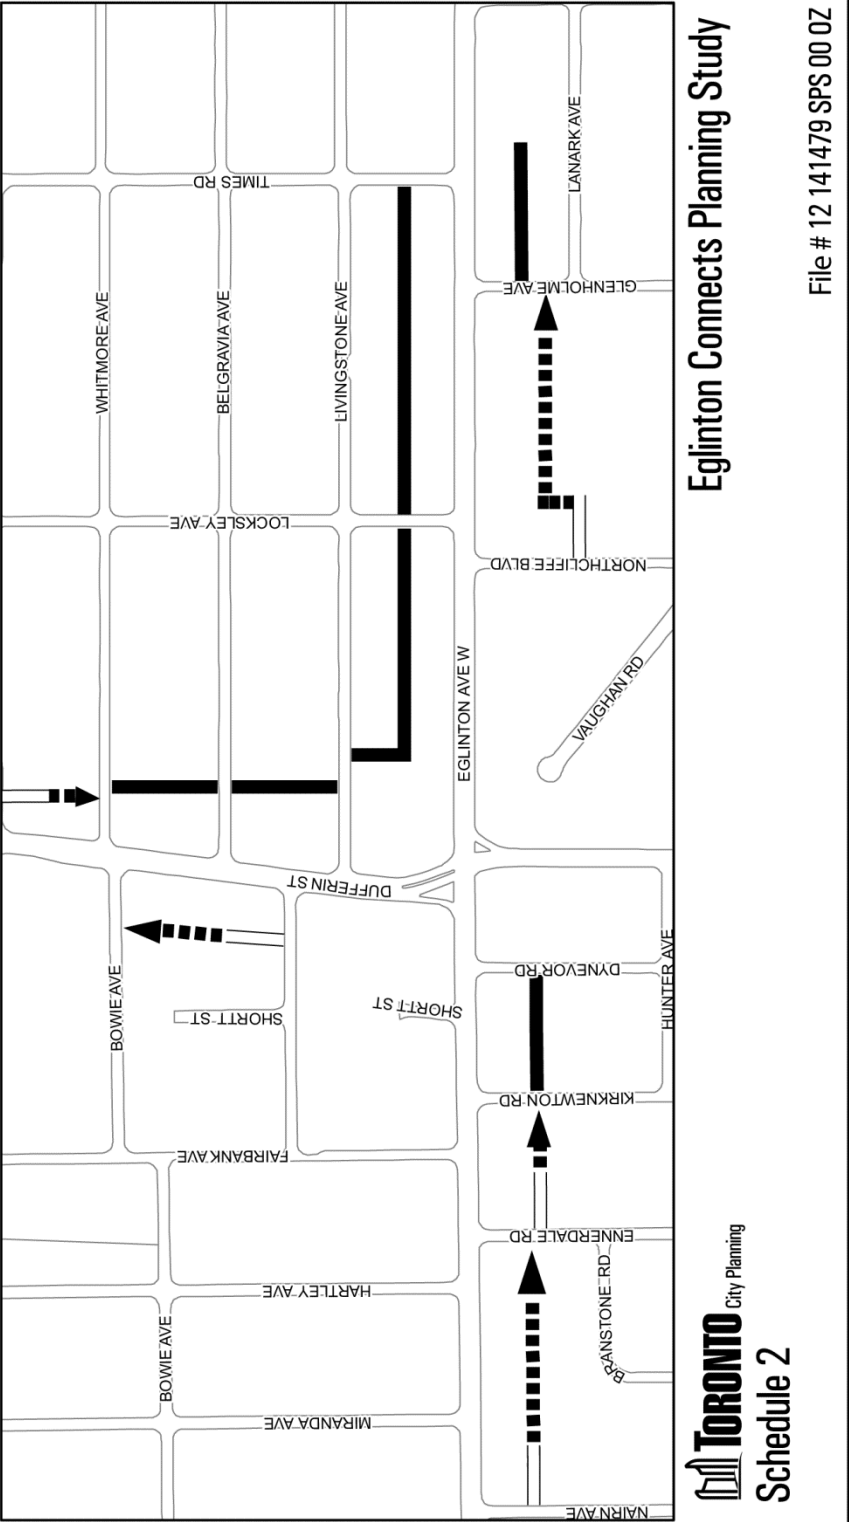 WHITMORE AVE
TIMES RD
BELGRAVIA AVE
LIVINGSTONE AVE
LOCKSLEY AVE
LANARK AVE
GLENHOLME AVE
NORTHCLIFFE BLVD
EGLINTON AVE W
VAUGHAN RD
DUFFERIN ST
BOWIE AVE
SHORTT ST
SHORTT ST
DYNEVOR RD
HUNTER AVE
KIRKNEWTON RD
FAIRBANK AVE
ENNERDALE RD
HARTLEY AVE
BRANSTONE RD
BOWIE AVE
MIRANDA AVE
NAIRN AVE
TORONTO City Planning
Schedule 2
Eglinton Connects Planning Study
File # 12 141479 SPS 00 OZ